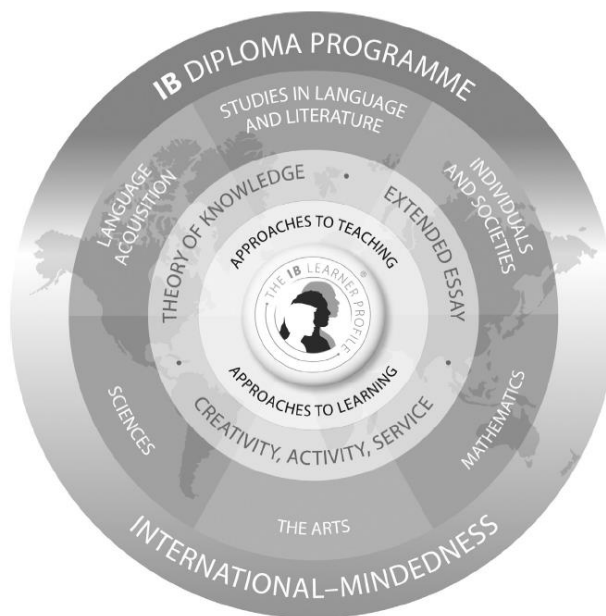 IB DIPLOMA PROGRAMME
STUDIES IN LANGUAGE
AND LITERATURE
LANGUAGE
ACQUISITION
INDIVIDUALS
AND SOCIETIES
THEORY OF KNOWLEDGE
EXTENDED ESSAY
APPROACHES TO TEACHING
THE IB LEARNER PROFILE
®
APPROACHES TO LEARNING
CREATIVITY, ACTIVITY, SERVICE
SCIENCES
MATHEMATICS
THE ARTS
INTERNATIONAL–MINDEDNESS